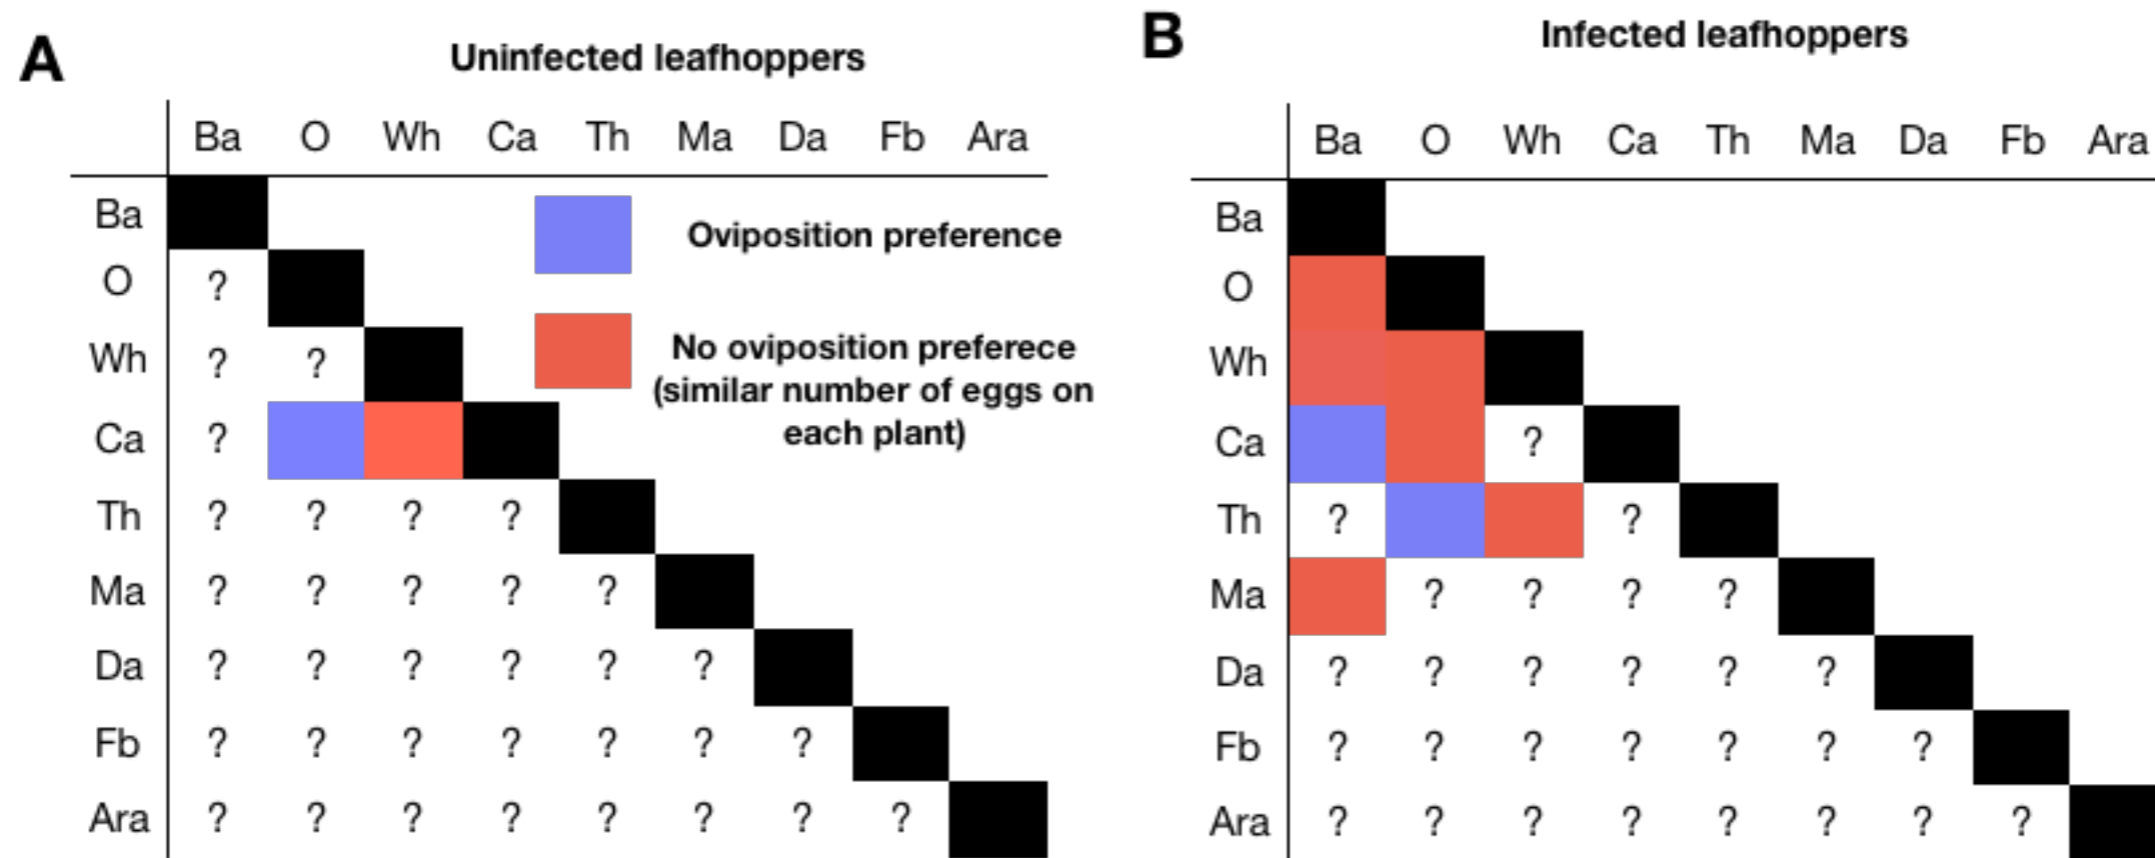 A
Uninfected leafhoppers
Ba O Wh Ca Th Ma Da Fb Ara
Ba
Oviposition preference
O ?
Wh ? ?
No oviposition preferece
(similar number of eggs on
each plant)
Ca ?
Th ? ? ? ?
Ma ? ? ? ? ?
Da ? ? ? ? ? ?
Fb ? ? ? ? ? ? ?
Ara ? ? ? ? ? ? ? ?
B
Infected leafhoppers
Ba O Wh Ca Th Ma Da Fb Ara
Ba
O
Wh
Ca ?
Th ? ?
Ma ? ? ? ?
Da ? ? ? ? ? ?
Fb ? ? ? ? ? ? ?
Ara ? ? ? ? ? ? ? ?